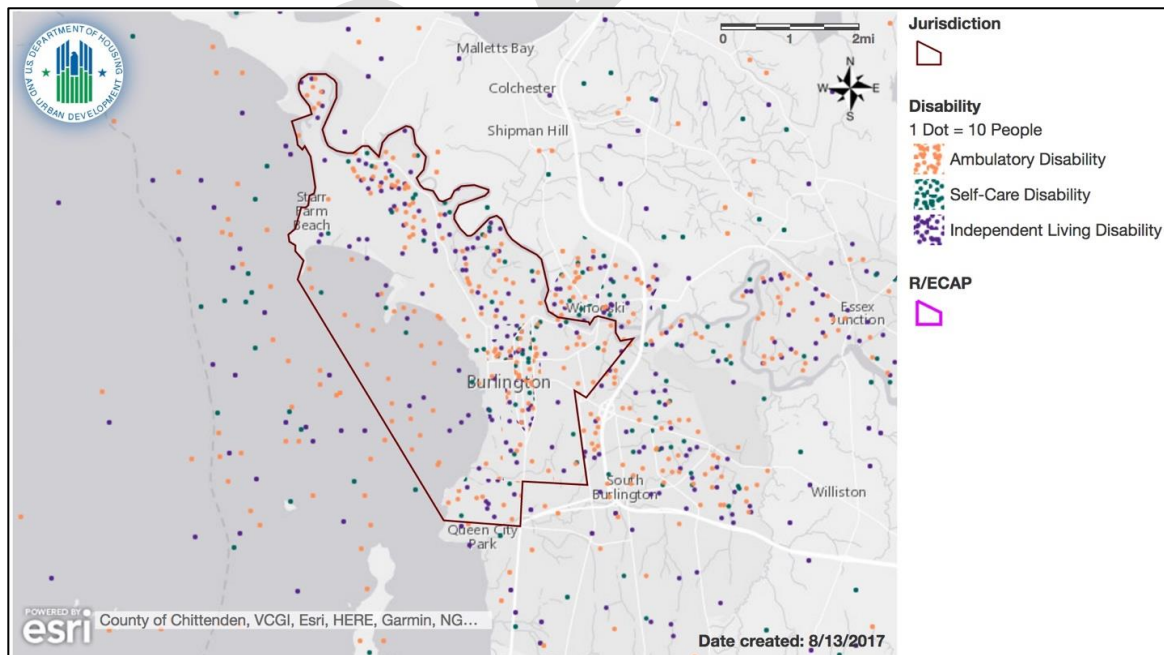 U.S. DEPARTMENT OF HOUSING
AND URBAN DEVELOPMENT
Malletts Bay
Colchester
Shipman Hill
Starr
Farm
Beach
Winooski
Essex
Junction
Burlington
South
Burlington
Williston
Queen City
Park
0 1 2mi
N
W E
S
POWERED BY
esri
County of Chittenden, VCGI, Esri, HERE, Garmin, NG...
Date created: 8/13/2017
Jurisdiction
Disability
1 Dot = 10 People
Ambulatory Disability
Self-Care Disability
Independent Living Disability
R/ECAP